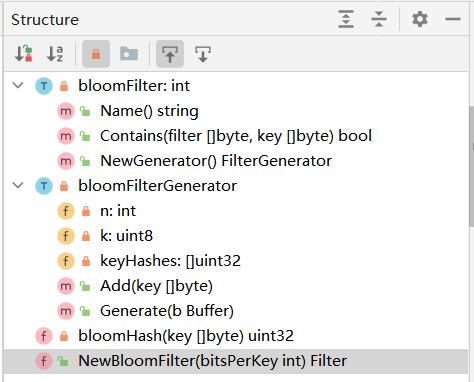 Structure
a
z
T bloomFilter: int
m Name() string
m Contains(filter []byte, key []byte) bool
m NewGenerator() FilterGenerator
T bloomFilterGenerator
f n: int
f k: uint8
f keyHashes: []uint32
m Add(key []byte)
m Generate(b Buffer)
f bloomHash(key []byte) uint32
f NewBloomFilter(bitsPerKey int) Filter